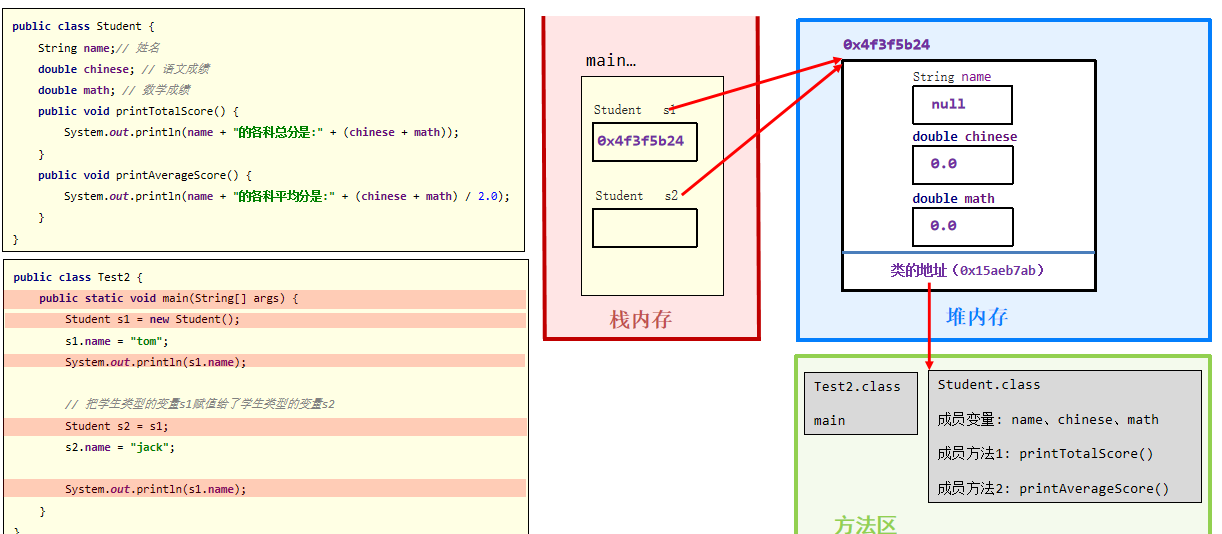 public class Student {
String name;// 姓名
double chinese; // 语文成绩
double math; // 数学成绩
public void printTotalScore() {
System.out.println(name + "的各科总分是:" + (chinese + math));
}
public void printAverageScore() {
System.out.println(name + "的各科平均分是:" + (chinese + math) / 2.0);
}
}
public class Test2 {
public static void main(String[] args) {
Student s1 = new Student();
s1.name = "tom";
System.out.println(s1.name);
// 把学生类型的变量s1赋值给了学生类型的变量s2
Student s2 = s1;
s2.name = "jack";
System.out.println(s1.name);
}
}
main…
Student s1
0x4f3f5b24
Student s2
栈内存
0x4f3f5b24
String name
null
double chinese
0.0
double math
0.0
类的地址（0x15aeb7ab）
堆内存
Test2.class
main
Student.class
成员变量: name、chinese、math
成员方法1: printTotalScore()
成员方法2: printAverageScore()
方法区